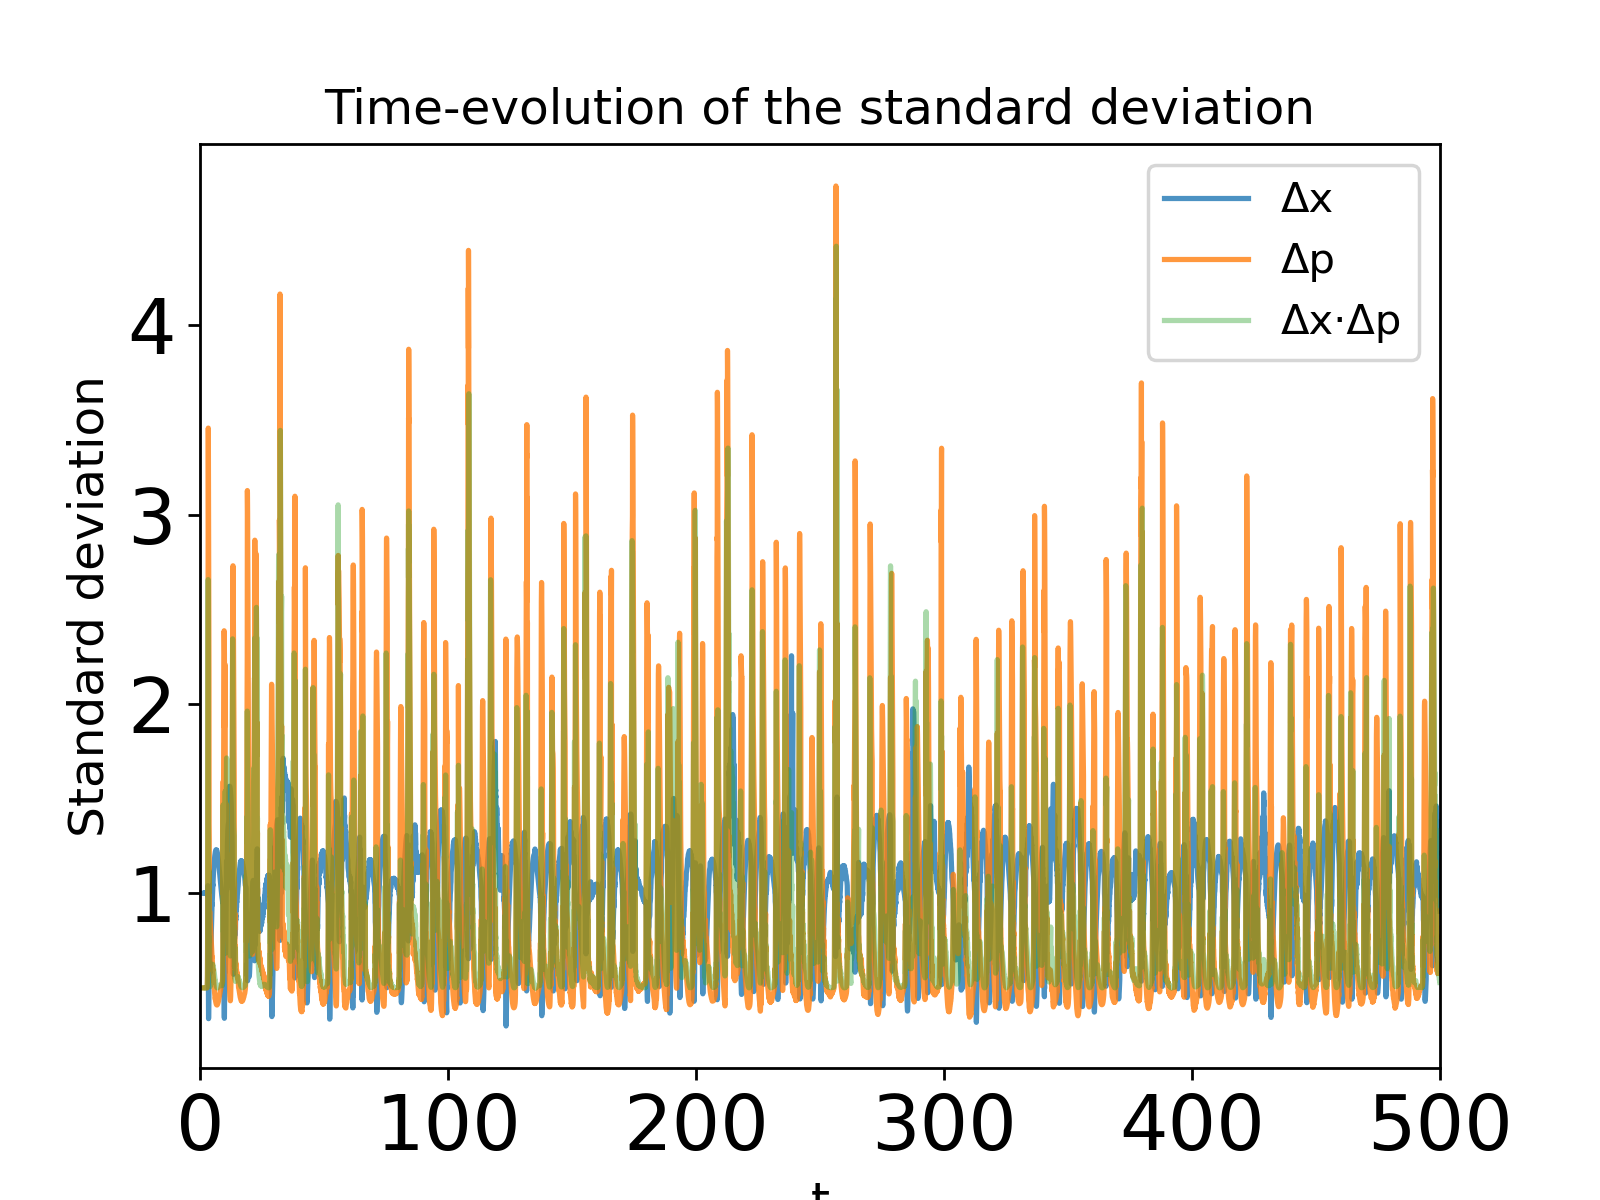 Time-evolution of the standard deviation
Δx
Δp
Δx·Δp
Standard deviation
4
3
2
1
0 100 200 300 400 500
t